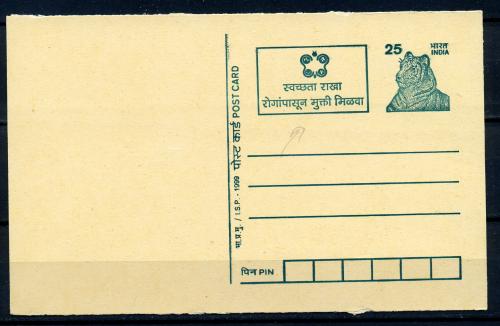 स्वच्छता राखा
रोगांपासून मुक्ती मिळवा
25 भारत
INDIA
भा.प्र.मु. / I.S.P. - 1999 पोस्ट कार्ड POST CARD
पिन PIN